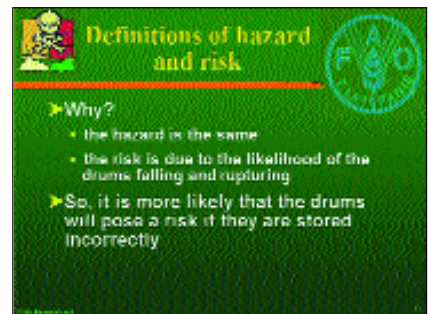 Definitions of hazard
and risk
F A O
Why?
the hazard is the same
the risk is due to the likelihood of the
drums falling and rupturing
So, it is more likely that the drums
will pose a risk if they are stored
incorrectly